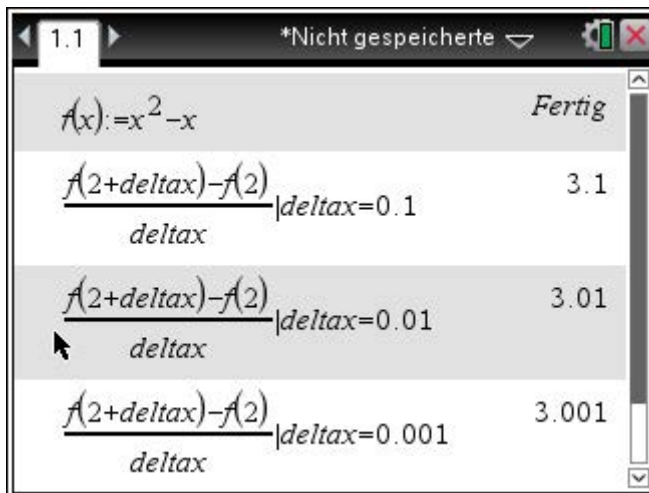 1.1 *Nicht gespeicherte
f(x):=x²−x Fertig
f(2+deltax)−f(2)
deltax
|deltax=0.1 3.1
f(2+deltax)−f(2)
deltax
|deltax=0.01 3.01
f(2+deltax)−f(2)
deltax
|deltax=0.001 3.001